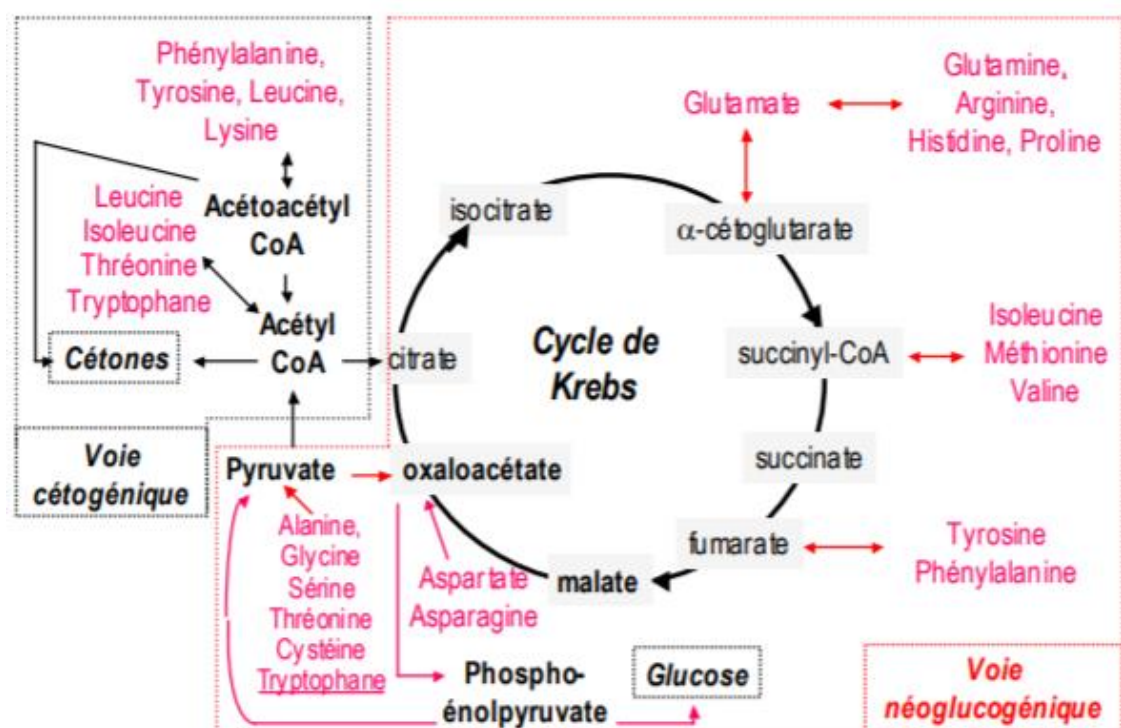 Phénylalanine,
Tyrosine, Leucine,
Lysine
Acétoacétyl
CoA
Leucine
Isoleucine
Thréonine
Tryptophane
Acétyl
CoA
Cétones
Voie
cétogénique
Glutamate
Glutamine,
Arginine,
Histidine, Proline
isocitrate
α-cétoglutarate
citrate
Cycle de
Krebs
succinyl-CoA
Isoleucine
Méthionine
Valine
succinate
Pyruvate
oxaloacétate
fumarate
Tyrosine
Phénylalanine
malate
Alanine,
Glycine
Sérine
Thréonine
Cystéine
Tryptophane
Aspartate
Asparagine
Phospho-
énolpyruvate
Glucose
Voie
néoglucogénique